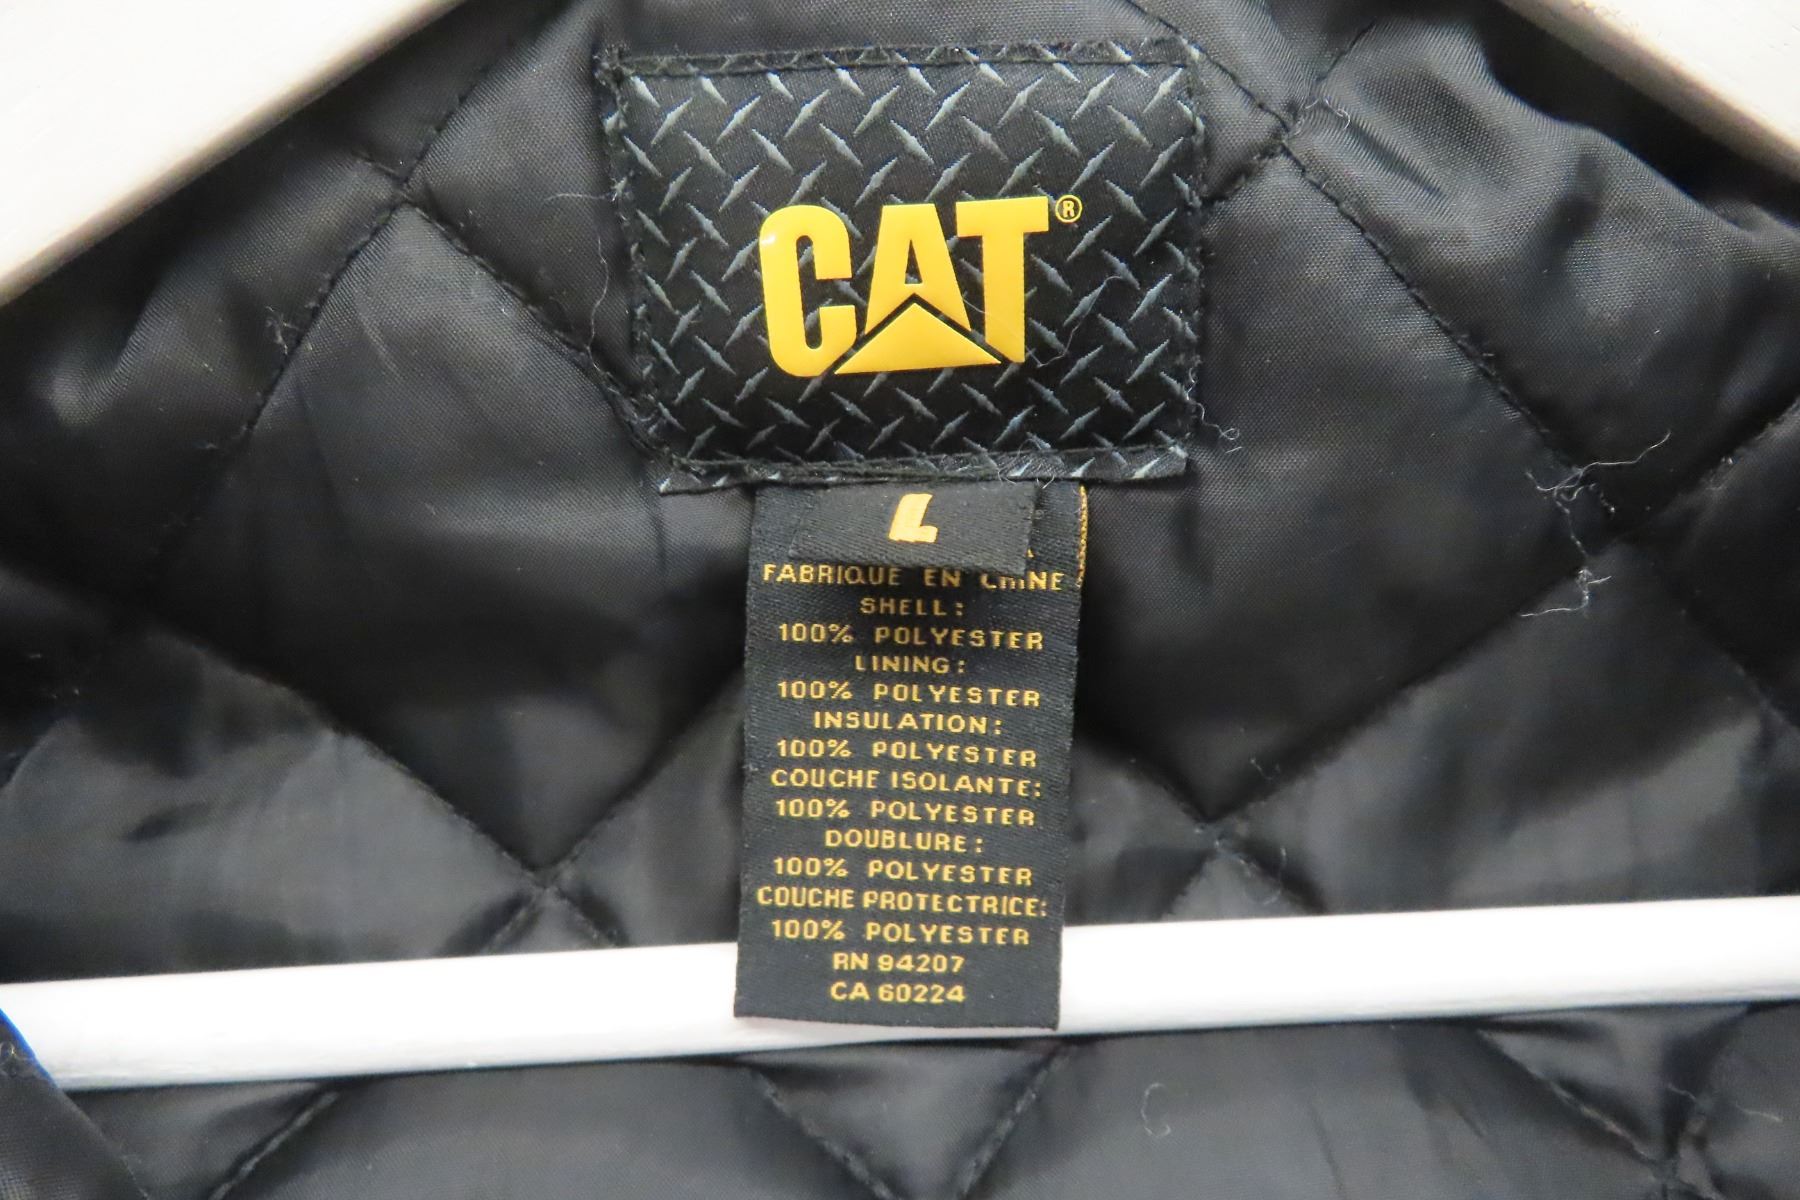 CAT®
L
FABRIQUE EN CHINE
SHELL:
100% POLYESTER
LINING:
100% POLYESTER
INSULATION:
100% POLYESTER
COUCHE ISOLANTE:
100% POLYESTER
DOUBLURE:
100% POLYESTER
COUCHE PROTECTRICE:
100% POLYESTER
RN 94207
CA 60224